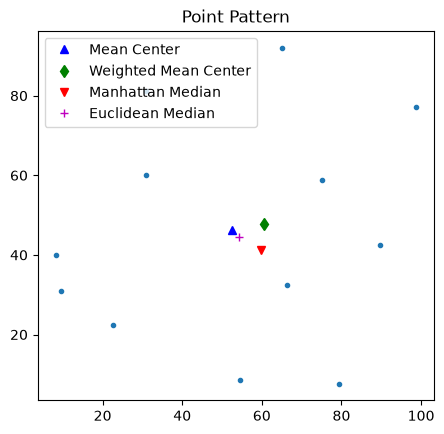 Point Pattern
Mean Center
Weighted Mean Center
Manhattan Median
Euclidean Median
80
60
40
20
20
40
60
80
100